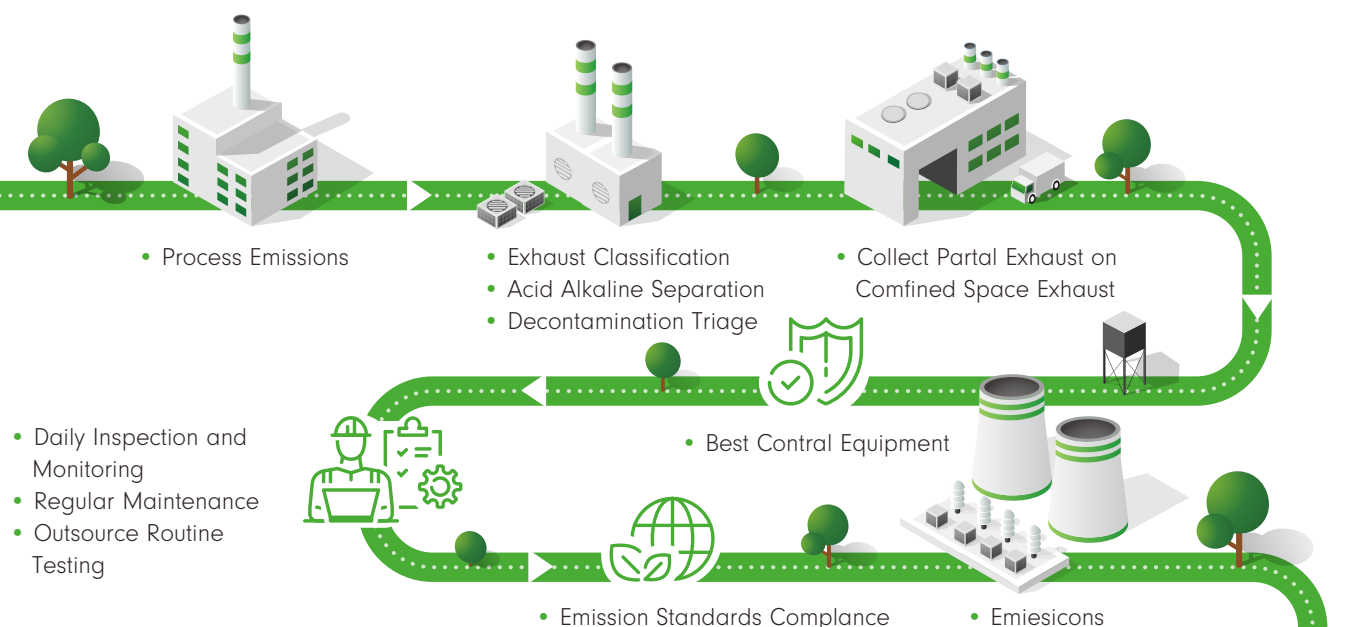 • Process Emissions
• Exhaust Classification
• Acid Alkaline Separation
• Decontamination Triage
• Collect Partal Exhaust on
Comfined Space Exhaust
• Best Contral Equipment
• Daily Inspection and
Monitoring
• Regular Maintenance
• Outsource Routine
Testing
• Emission Standards Complance
• Emiesicons